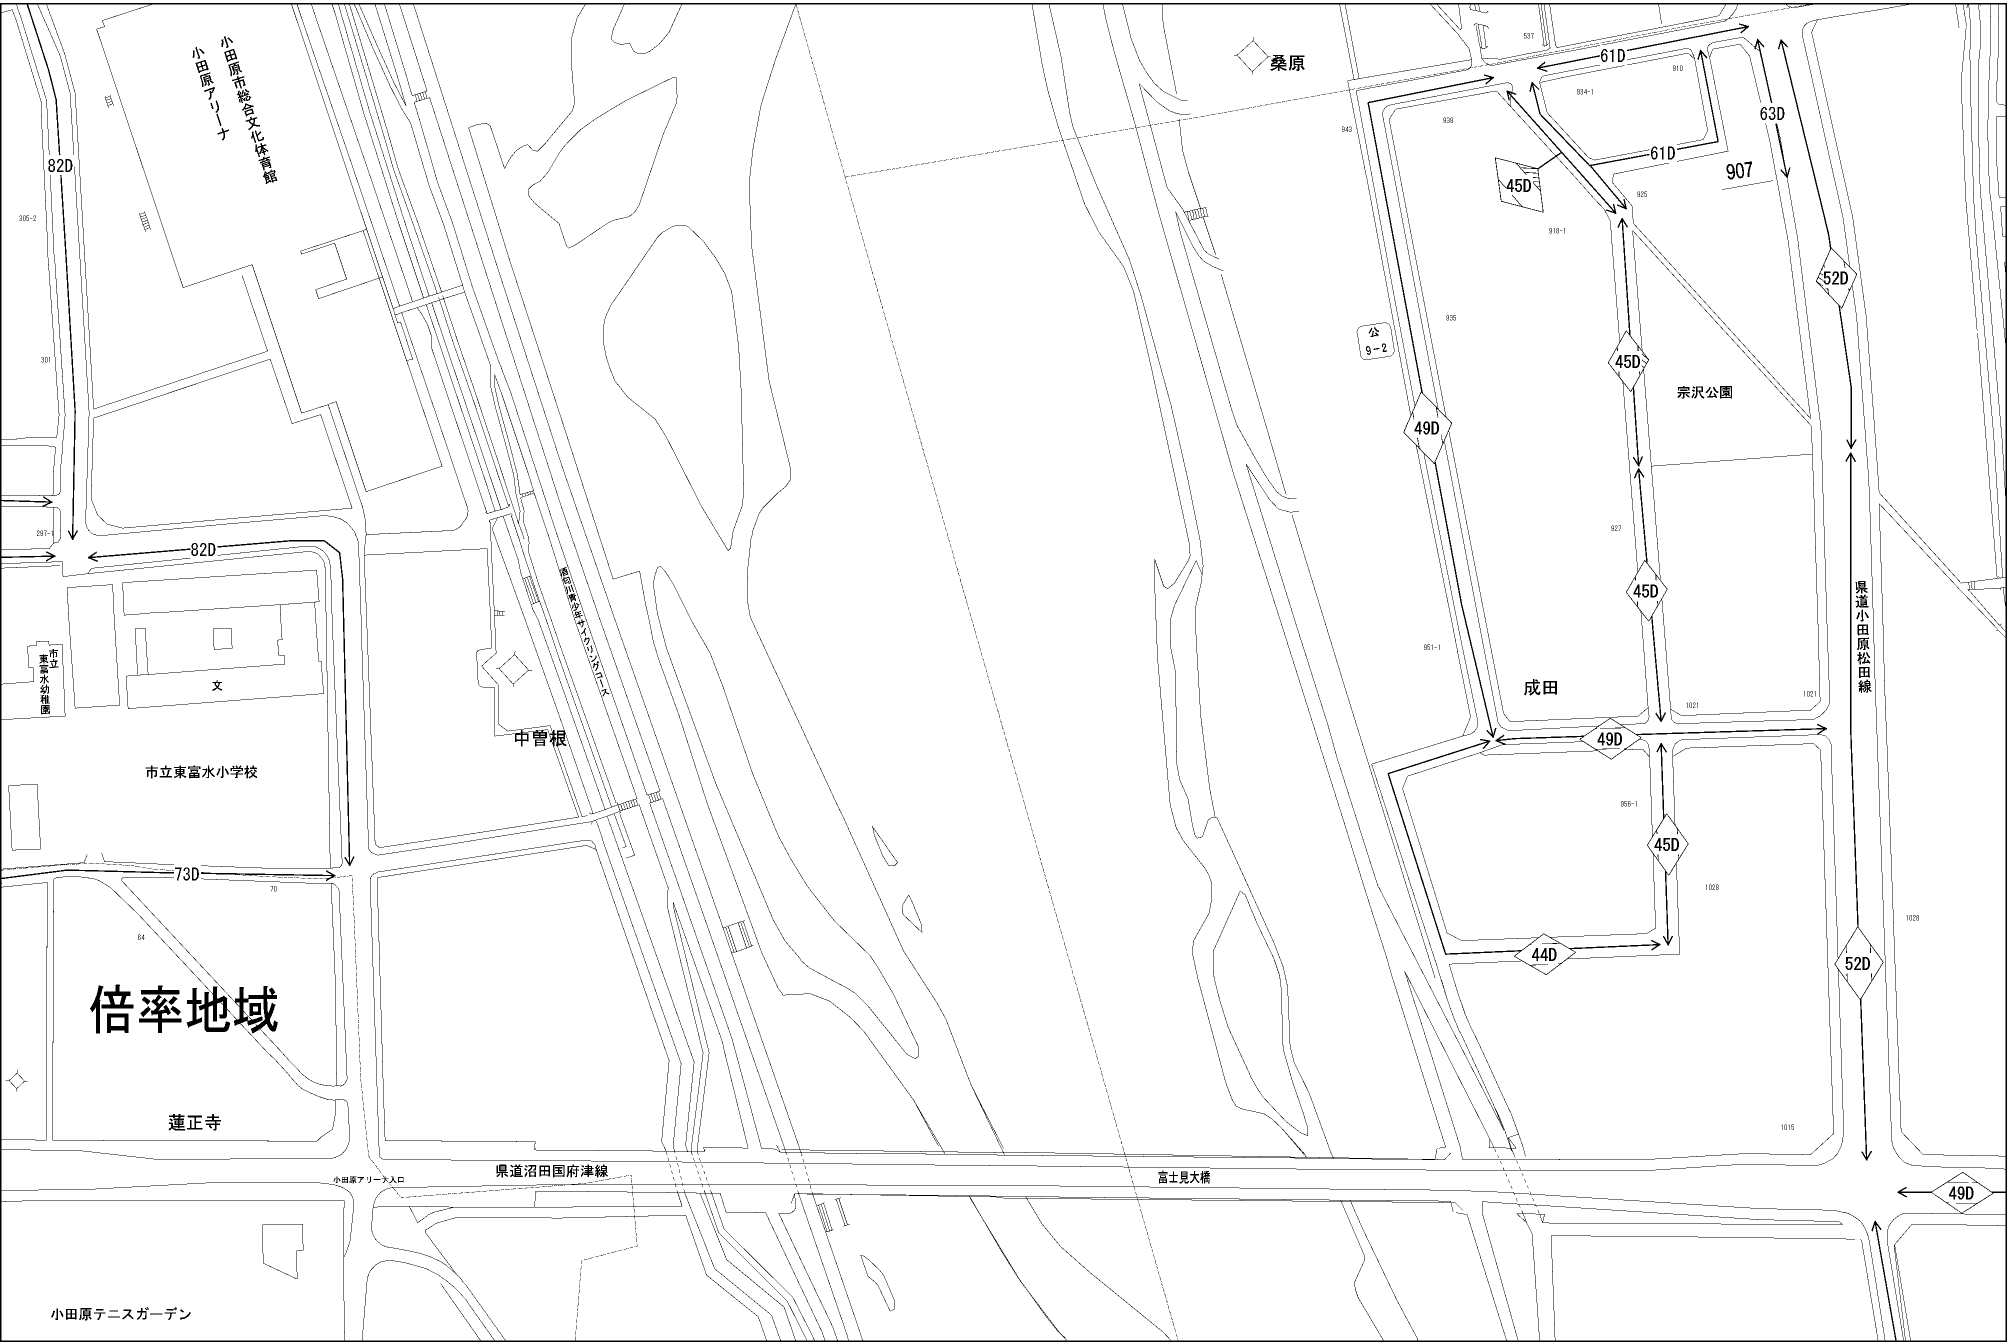 小田原市総合文化体育館
小田原アリーナ
桑原
537
61D
910
934-1
82D
63D
943
938
61D
907
45D
925
305-2
918-1
52D
935
公
9-2
301
45D
宗沢公園
49D
927
297-1
82D
酒匂川青少年サイクリングコース
45D
県道小田原松田線
市立
東富水幼稚園
951-1
文
成田
1021
1021
中曽根
49D
市立東富水小学校
956-1
45D
73D
70
1028
1028
64
44D
52D
倍率地域
蓮正寺
1015
県道沼田国府津線
小田原アリーナ入口
富士見大橋
49D
小田原テニスガーデン